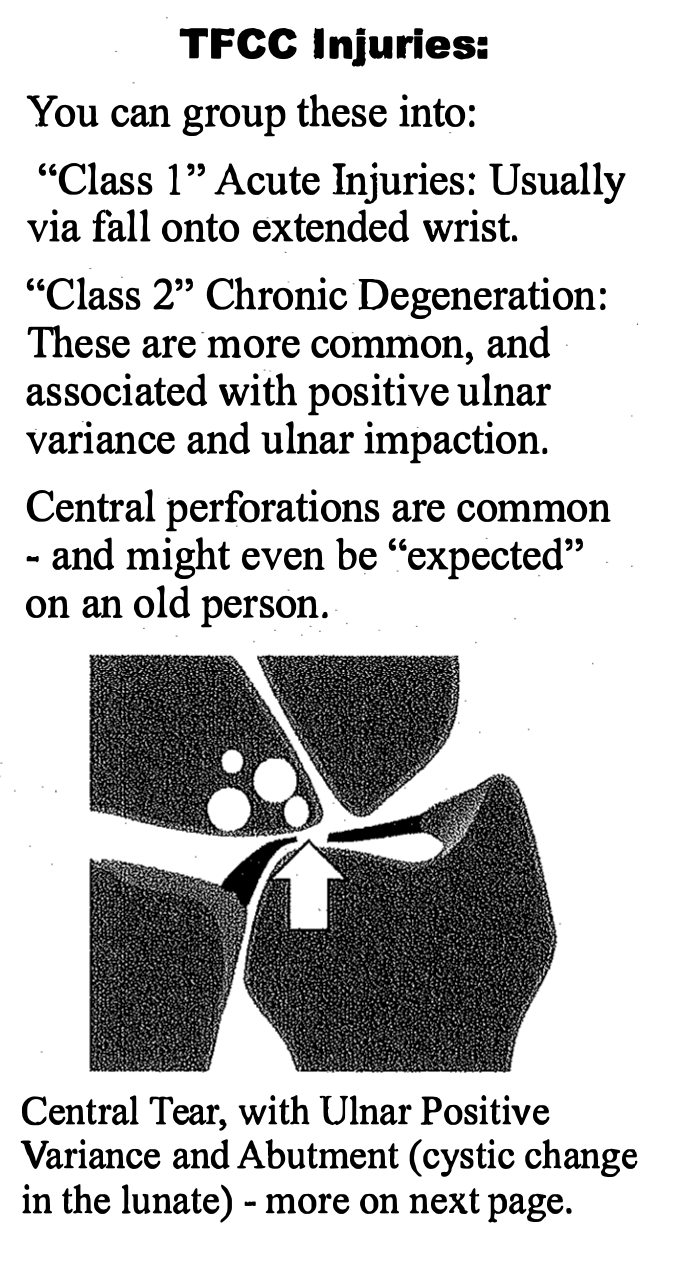 TFCC Injuries:
You can group these into:
“Class 1” Acute Injuries: Usually
via fall onto extended wrist.
“Class 2” Chronic Degeneration:
These are more common, and
associated with positive ulnar
variance and ulnar impaction.
Central perforations are common
- and might even be “expected”
on an old person.
Central Tear, with Ulnar Positive
Variance and Abutment (cystic change
in the lunate) - more on next page.